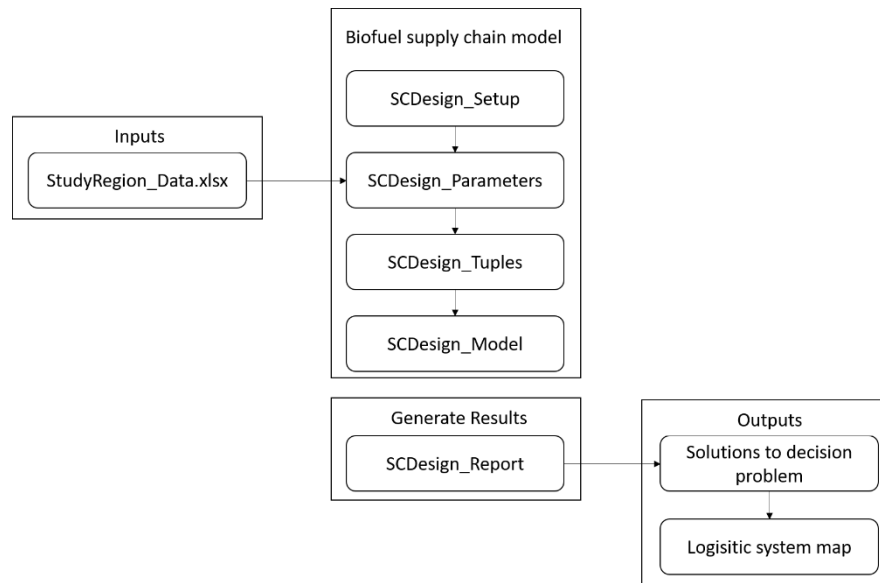 Biofuel supply chain model
SCDesign_Setup
Inputs
StudyRegion_Data.xlsx
SCDesign_Parameters
SCDesign_Tuples
SCDesign_Model
Generate Results
SCDesign_Report
Outputs
Solutions to decision
problem
Logisitic system map